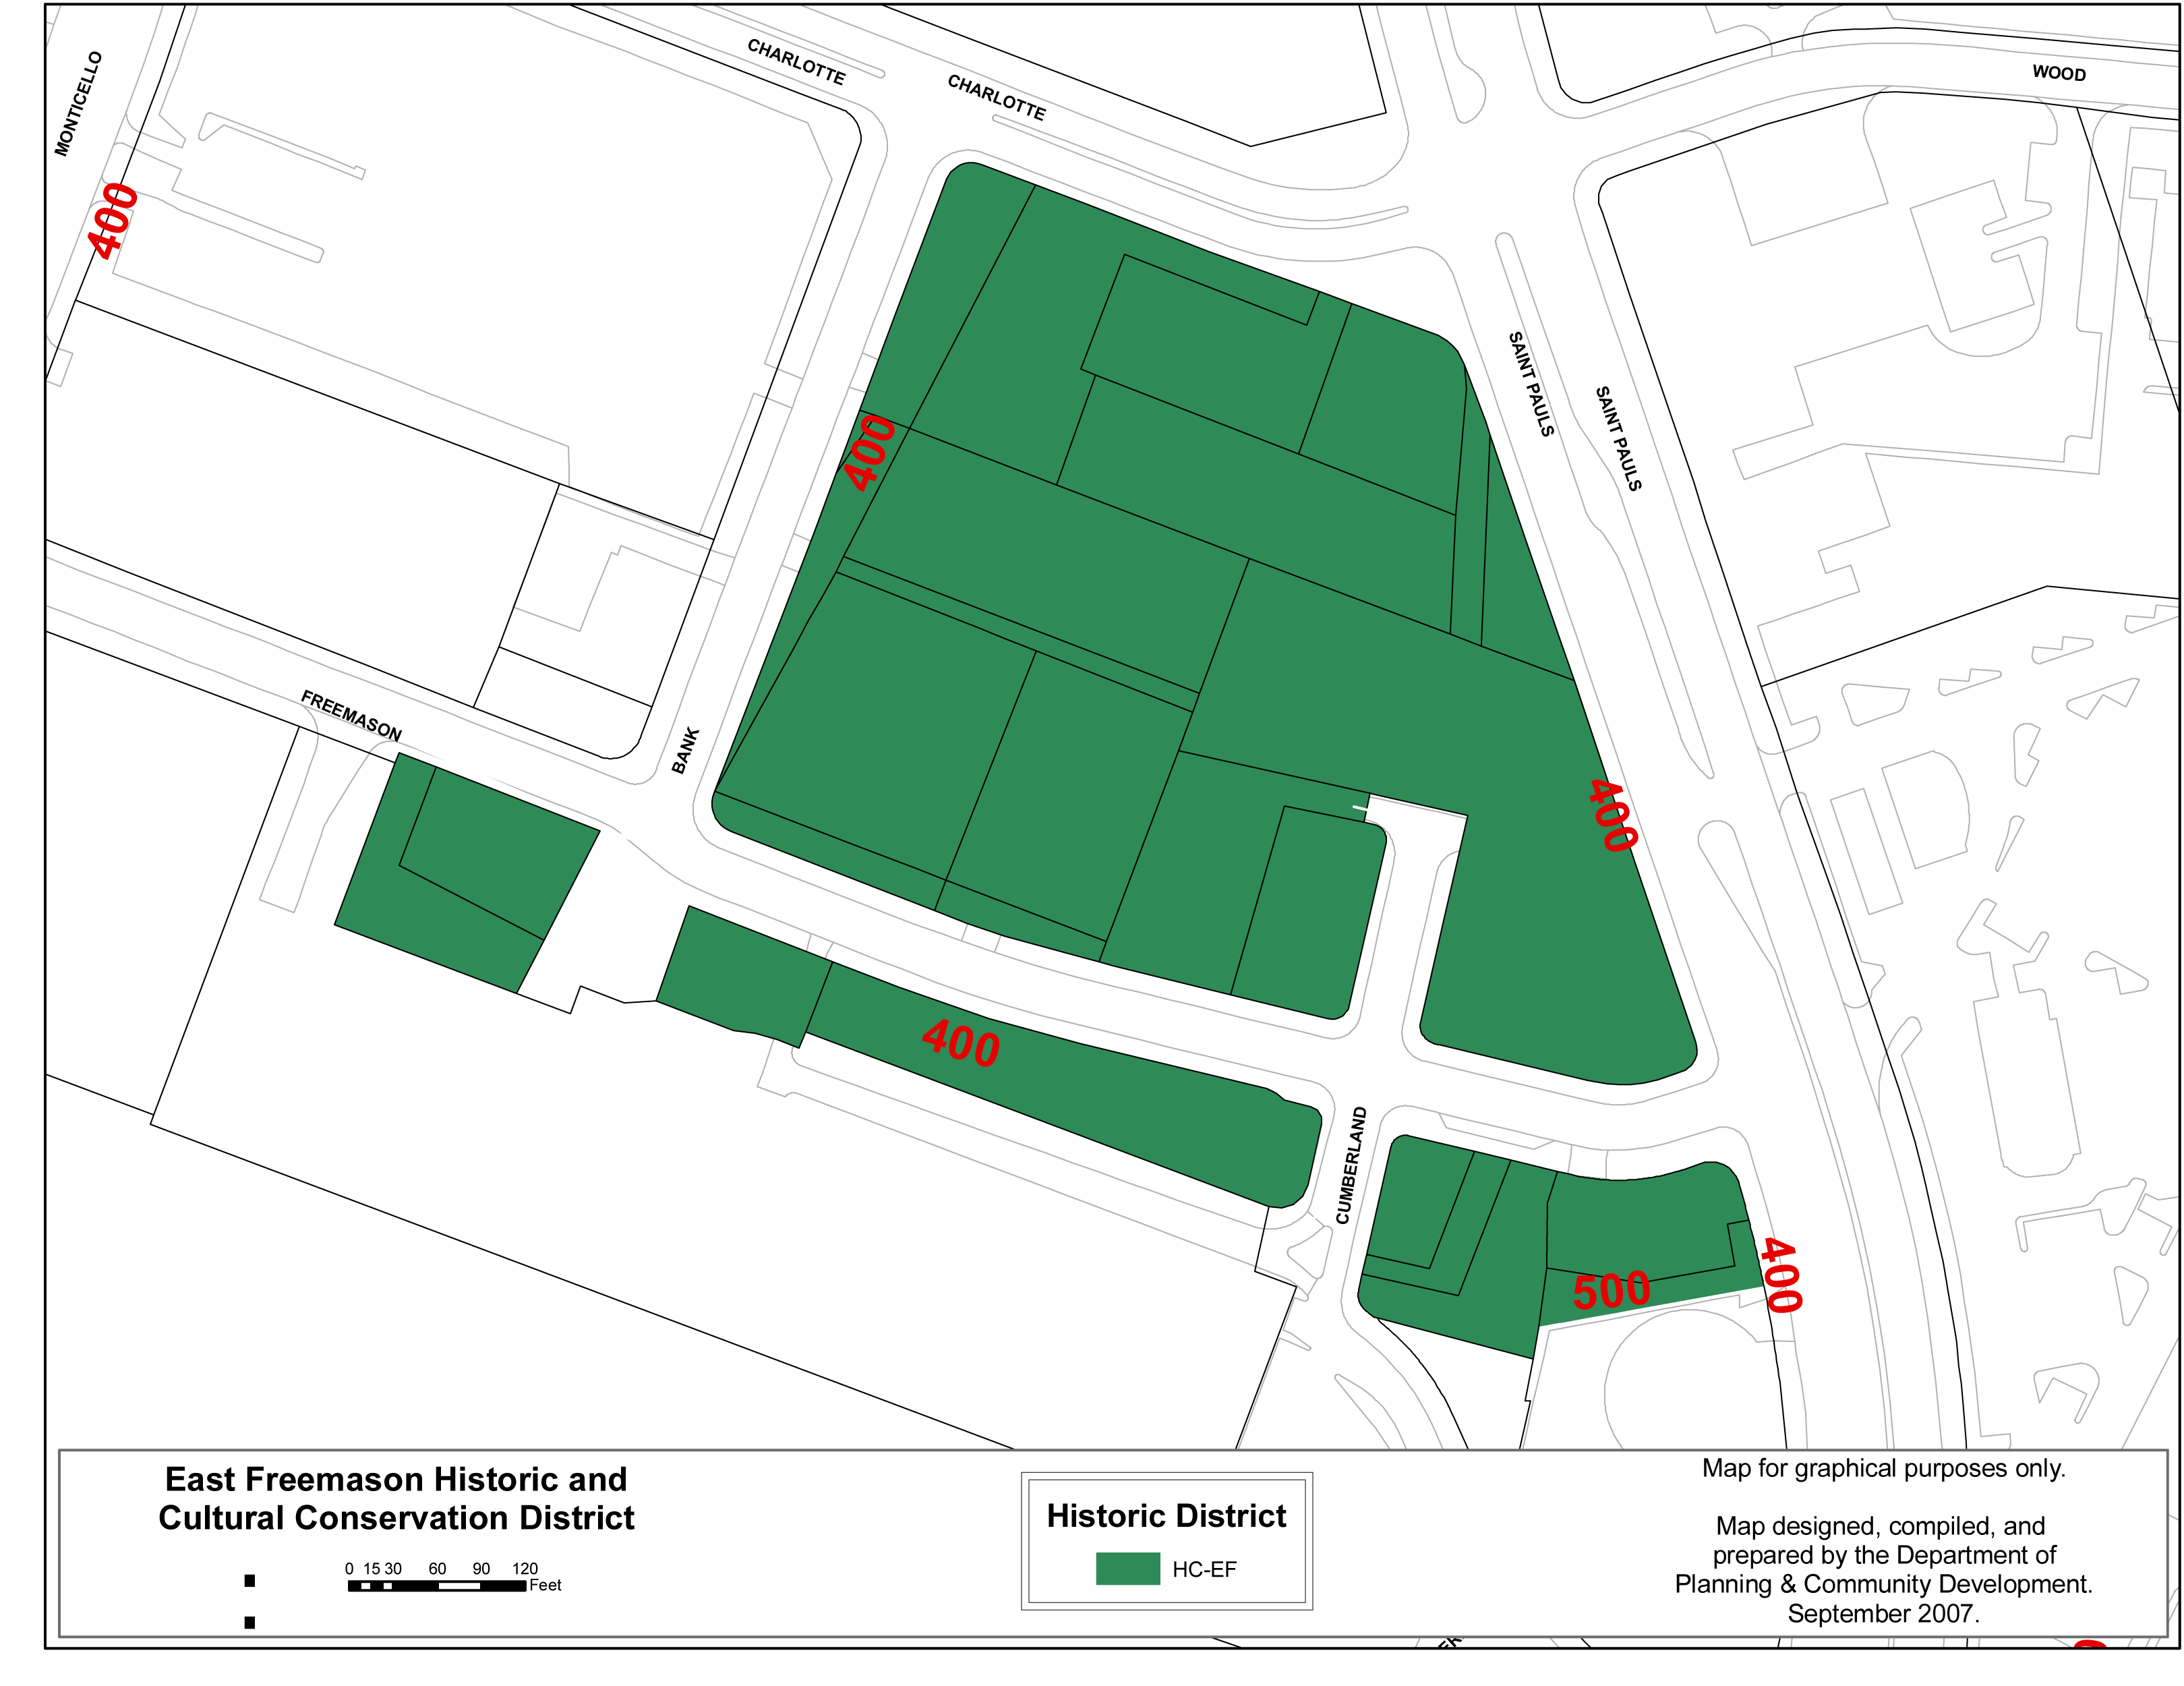 CHARLOTTE
CHARLOTTE
WOOD
MONTICELLO
400
SAINT PAULS
SAINT PAULS
400
FREEMASON
BANK
400
400
CUMBERLAND
400
500
East Freemason Historic and
Cultural Conservation District
0 15 30 60 90 120
Feet
Historic District
HC-EF
Map for graphical purposes only.
Map designed, compiled, and
prepared by the Department of
Planning & Community Development.
September 2007.